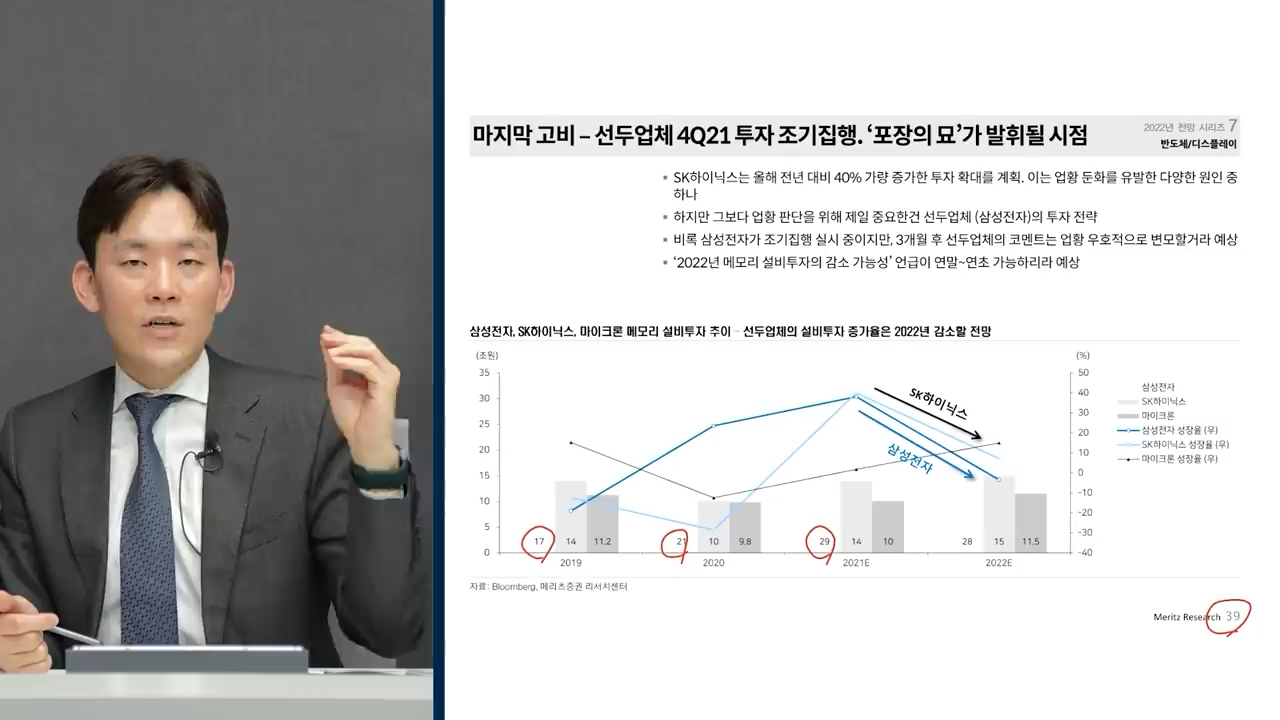 마지막 고비 – 선두업체 4Q21 투자 조기집행. ‘포장의 묘’가 발휘될 시점
2022년 전망 시리즈 7
반도체/디스플레이
▪ SK하이닉스는 올해 전년 대비 40% 가량 증가한 투자 확대를 계획. 이는 업황 둔화를 유발한 다양한 원인 중
하나
▪ 하지만 그보다 업황 판단을 위해 제일 중요한건 선두업체 (삼성전자)의 투자 전략
▪ 비록 삼성전자가 조기집행 실시 중이지만, 3개월 후 선두업체의 코멘트는 업황 우호적으로 변모할거라 예상
▪ ‘2022년 메모리 설비투자의 감소 가능성’ 언급이 연말~연초 가능하리라 예상
삼성전자, SK하이닉스, 마이크론 메모리 설비투자 추이 – 선두업체의 설비투자 증가율은 2022년 감소할 전망
(조원)
(%)
35
30
25
20
15
10
5
0
50
40
30
20
10
0
-10
-20
-30
-40
SK하이닉스
삼성전자
17 14 11.2
21 10 9.8
29 14 10
28 15 11.5
2019 2020 2021E 2022E
삼성전자
SK하이닉스
마이크론
삼성전자 성장율 (우)
SK하이닉스 성장율 (우)
마이크론 성장율 (우)
자료: Bloomberg, 메리츠증권 리서치센터
Meritz Research 39